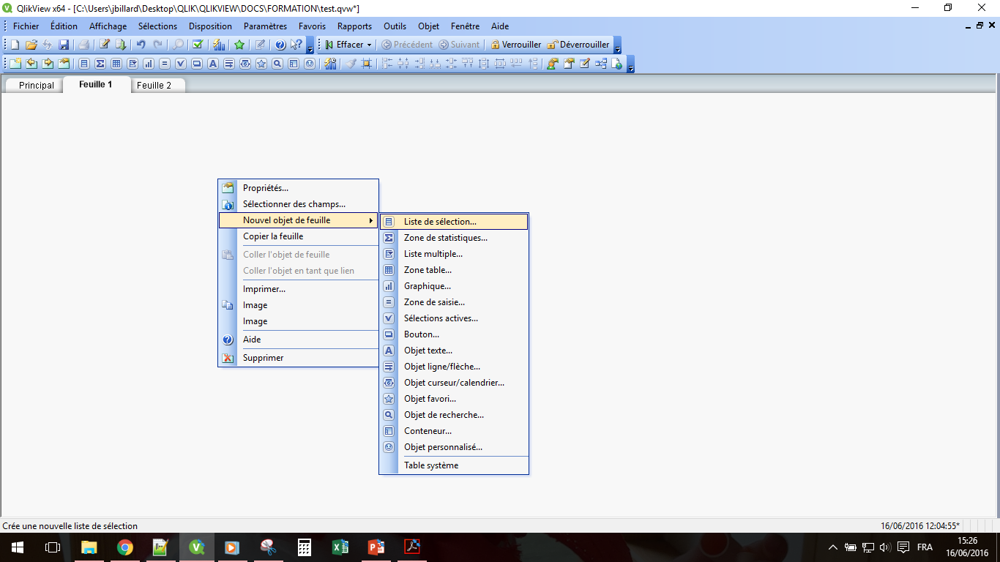 QlikView x64 - [C:\Users\jbillard\Desktop\QLIK\QLIKVIEW\DOCS\FORMATION\test.qvw*]
Fichier Édition Affichage Sélections Disposition Paramètres Favoris Rapports Outils Objet Fenêtre Aide
Effacer Précédent Suivant Verrouiller Déverrouiller
Principal Feuille 1 Feuille 2
Propriétés...
Sélectionner des champs...
Nouvel objet de feuille
Copier la feuille
Coller l'objet de feuille
Coller l'objet en tant que lien
Imprimer...
Image
Image
Aide
Supprimer
Liste de sélection...
Zone de statistiques...
Liste multiple...
Zone table...
Graphique...
Zone de saisie...
Sélections actives...
Bouton...
Objet texte...
Objet ligne/flèche...
Objet curseur/calendrier...
Objet favori...
Objet de recherche...
Conteneur...
Objet personnalisé...
Table système
Crée une nouvelle liste de sélection 16/06/2016 12:04:55*
FRA 15:26
16/06/2016